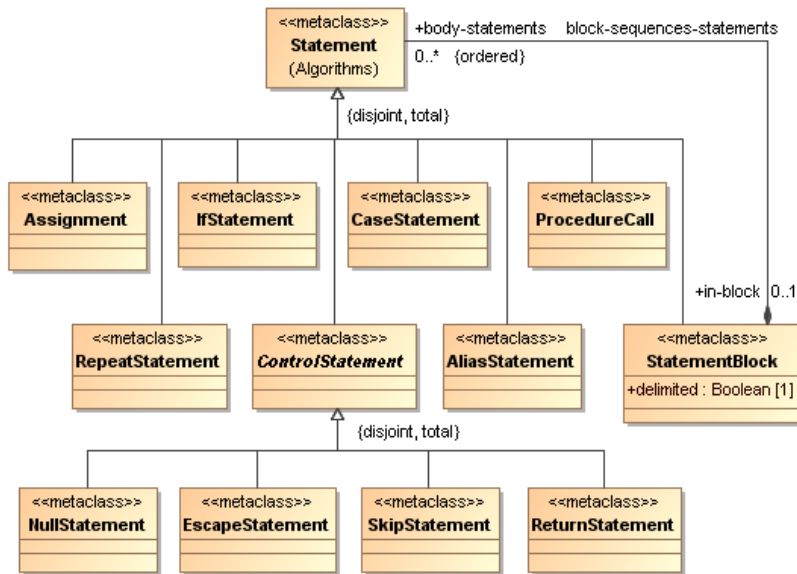 <<metaclass>>
Statement
(Algorithms)
+body-statements block-sequences-statements
0..* {ordered}
{disjoint, total}
<<metaclass>>
Assignment
<<metaclass>>
IfStatement
<<metaclass>>
CaseStatement
<<metaclass>>
ProcedureCall
+in-block 0..1
<<metaclass>>
RepeatStatement
<<metaclass>>
ControlStatement
<<metaclass>>
AliasStatement
<<metaclass>>
StatementBlock
+delimited : Boolean [1]
{disjoint, total}
<<metaclass>>
NullStatement
<<metaclass>>
EscapeStatement
<<metaclass>>
SkipStatement
<<metaclass>>
ReturnStatement